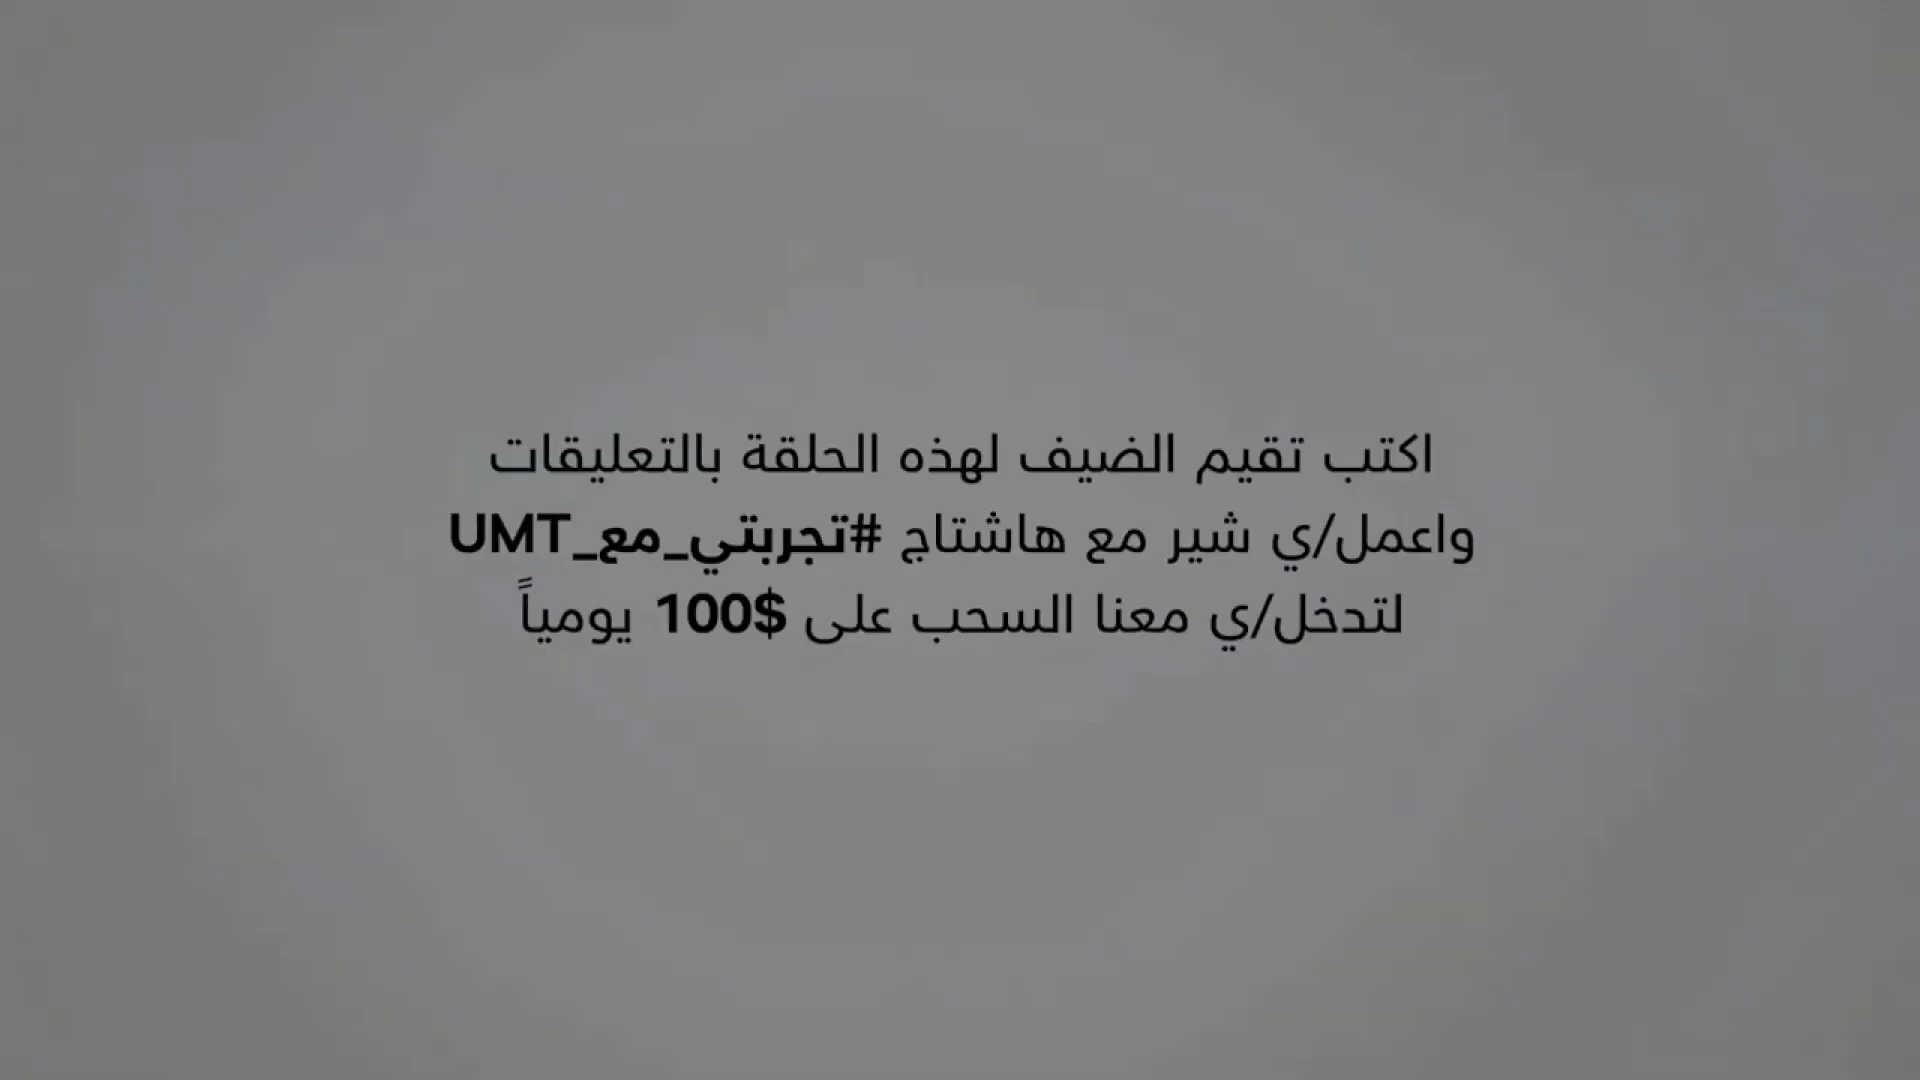 اكتب تقيم الضيف لهذه الحلقة بالتعليقات
واعمل/ي شير مع هاشتاج #تجربتي_مع_UMT
لتدخل/ي معنا السحب على $100 يومياً